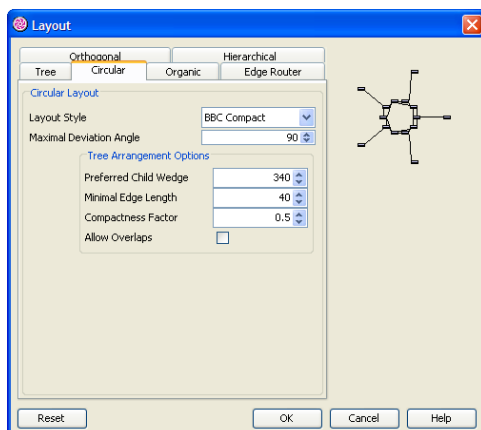 Layout
Orthogonal Hierarchical
Tree Circular Organic Edge Router
Circular Layout
Layout Style BBC Compact
Maximal Deviation Angle 90
Tree Arrangement Options
Preferred Child Wedge 340
Minimal Edge Length 40
Compactness Factor 0.5
Allow Overlaps
Reset OK Cancel Help